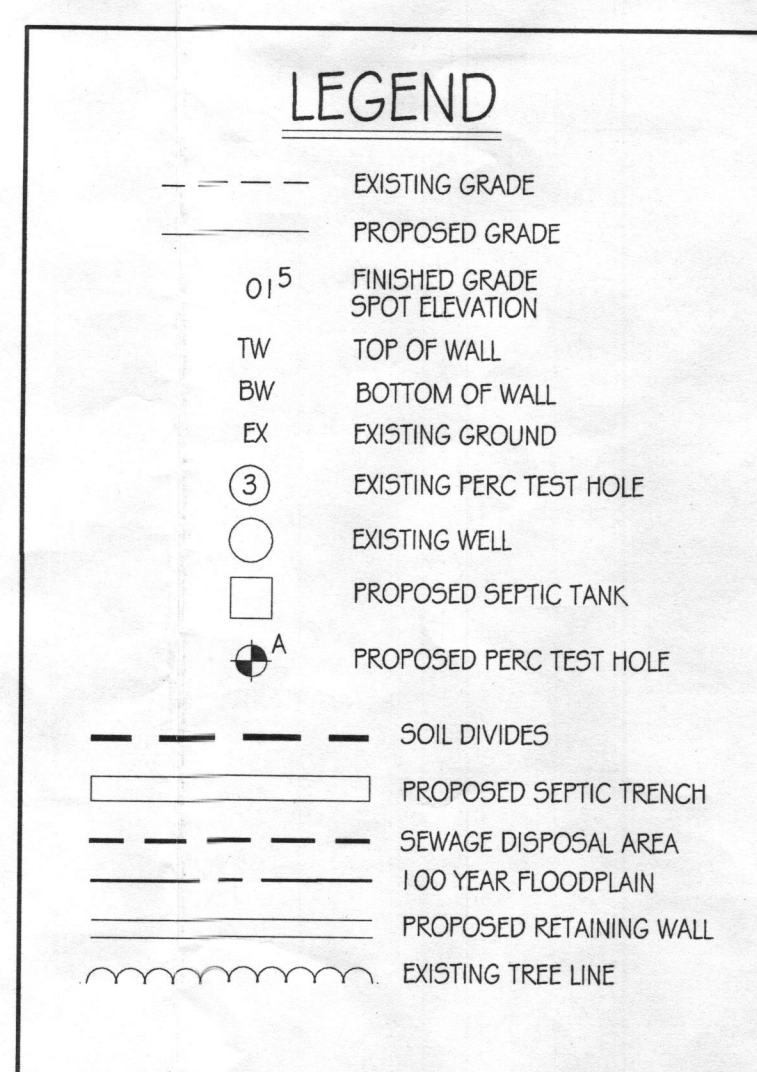 LEGEND
EXISTING GRADE
PROPOSED GRADE
01⁵ FINISHED GRADE
SPOT ELEVATION
TW TOP OF WALL
BW BOTTOM OF WALL
EX EXISTING GROUND
3 EXISTING PERC TEST HOLE
EXISTING WELL
PROPOSED SEPTIC TANK
A PROPOSED PERC TEST HOLE
SOIL DIVIDES
PROPOSED SEPTIC TRENCH
SEWAGE DISPOSAL AREA
100 YEAR FLOODPLAIN
PROPOSED RETAINING WALL
EXISTING TREE LINE